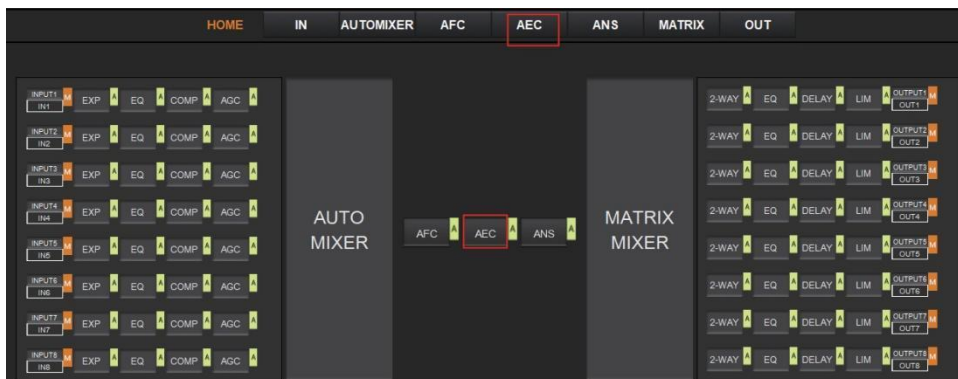 HOME IN AUTOMIXER AFC AEC ANS MATRIX OUT
INPUT1 M EXP A EQ A COMP A AGC A 2-WAY A EQ A DELAY A LIM A OUTPUT1 M
IN1 OUT1
INPUT2 M EXP A EQ A COMP A AGC A 2-WAY A EQ A DELAY A LIM A OUTPUT2 M
IN2 OUT2
INPUT3 M EXP A EQ A COMP A AGC A 2-WAY A EQ A DELAY A LIM A OUTPUT3 M
IN3 OUT3
INPUT4 M EXP A EQ A COMP A AGC A 2-WAY A EQ A DELAY A LIM A OUTPUT4 M
IN4 OUT4
AUTO MIXER
AFC A AEC A ANS A
MATRIX MIXER
INPUT5 M EXP A EQ A COMP A AGC A 2-WAY A EQ A DELAY A LIM A OUTPUT5 M
IN5 OUT5
INPUT6 M EXP A EQ A COMP A AGC A 2-WAY A EQ A DELAY A LIM A OUTPUT6 M
IN6 OUT6
INPUT7 M EXP A EQ A COMP A AGC A 2-WAY A EQ A DELAY A LIM A OUTPUT7 M
IN7 OUT7
INPUT8 M EXP A EQ A COMP A AGC A 2-WAY A EQ A DELAY A LIM A OUTPUT8 M
IN8 OUT8